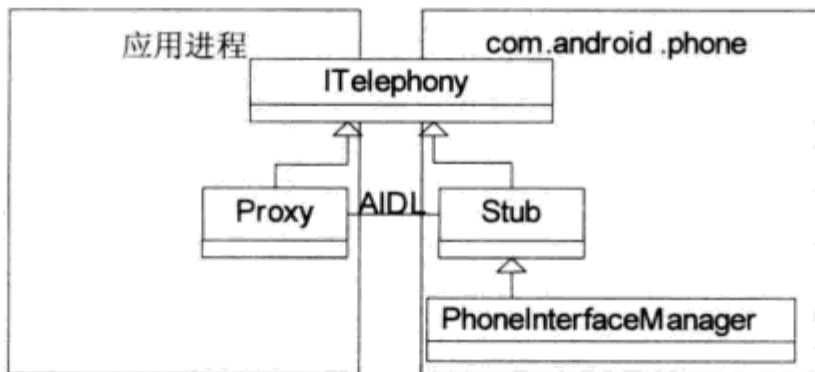 应用进程
com.android .phone
ITelephony
Proxy
AIDL
Stub
PhoneInterfaceManager